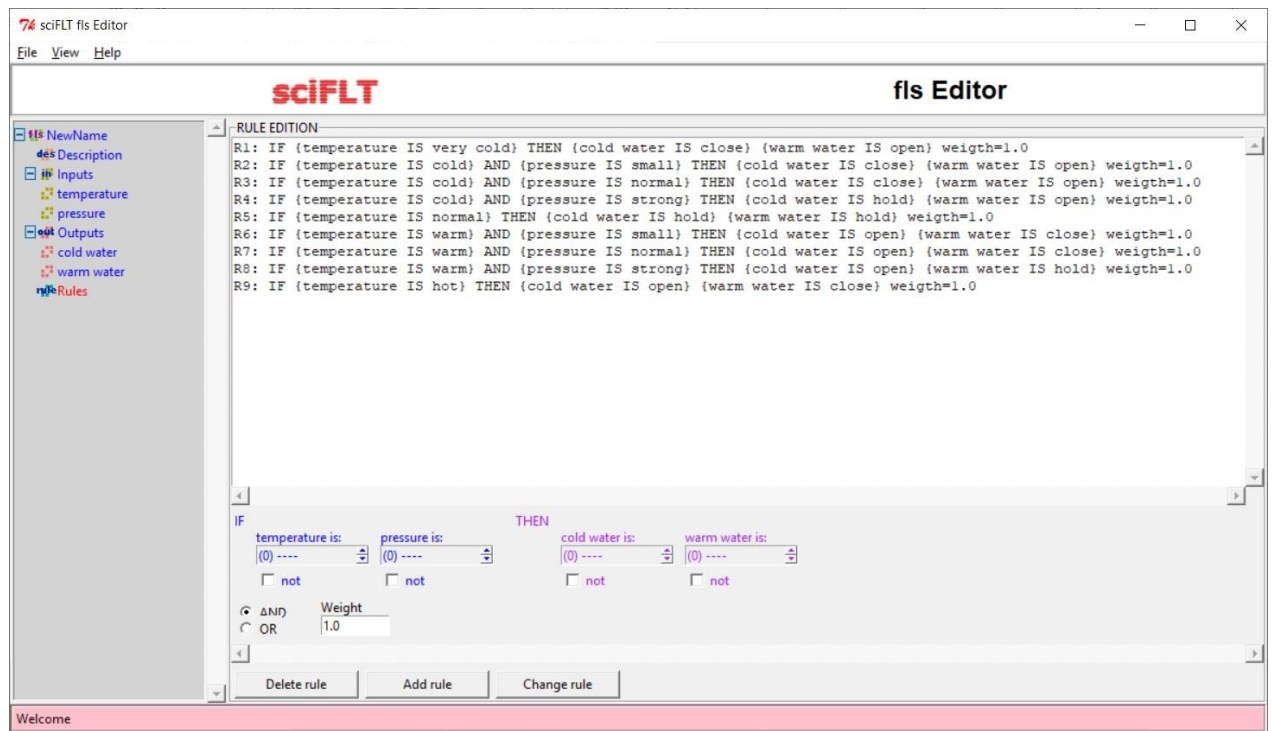 sciFLT fls Editor
File View Help
sciFLT fls Editor
fls NewName
des Description
in Inputs
temperature
pressure
out Outputs
cold water
warm water
rule Rules
RULE EDITION
R1: IF {temperature IS very cold} THEN {cold water IS close} {warm water IS open} weigth=1.0
R2: IF {temperature IS cold} AND {pressure IS small} THEN {cold water IS close} {warm water IS open} weigth=1.0
R3: IF {temperature IS cold} AND {pressure IS normal} THEN {cold water IS close} {warm water IS open} weigth=1.0
R4: IF {temperature IS cold} AND {pressure IS strong} THEN {cold water IS hold} {warm water IS open} weigth=1.0
R5: IF {temperature IS normal} THEN {cold water IS hold} {warm water IS hold} weigth=1.0
R6: IF {temperature IS warm} AND {pressure IS small} THEN {cold water IS open} {warm water IS close} weigth=1.0
R7: IF {temperature IS warm} AND {pressure IS normal} THEN {cold water IS open} {warm water IS close} weigth=1.0
R8: IF {temperature IS warm} AND {pressure IS strong} THEN {cold water IS open} {warm water IS hold} weigth=1.0
R9: IF {temperature IS hot} THEN {cold water IS open} {warm water IS close} weigth=1.0
IF THEN
temperature is: pressure is: cold water is: warm water is:
(0) ---- (0) ---- (0) ---- (0) ----
not not not not
AND Weight
OR 1.0
Delete rule Add rule Change rule
Welcome